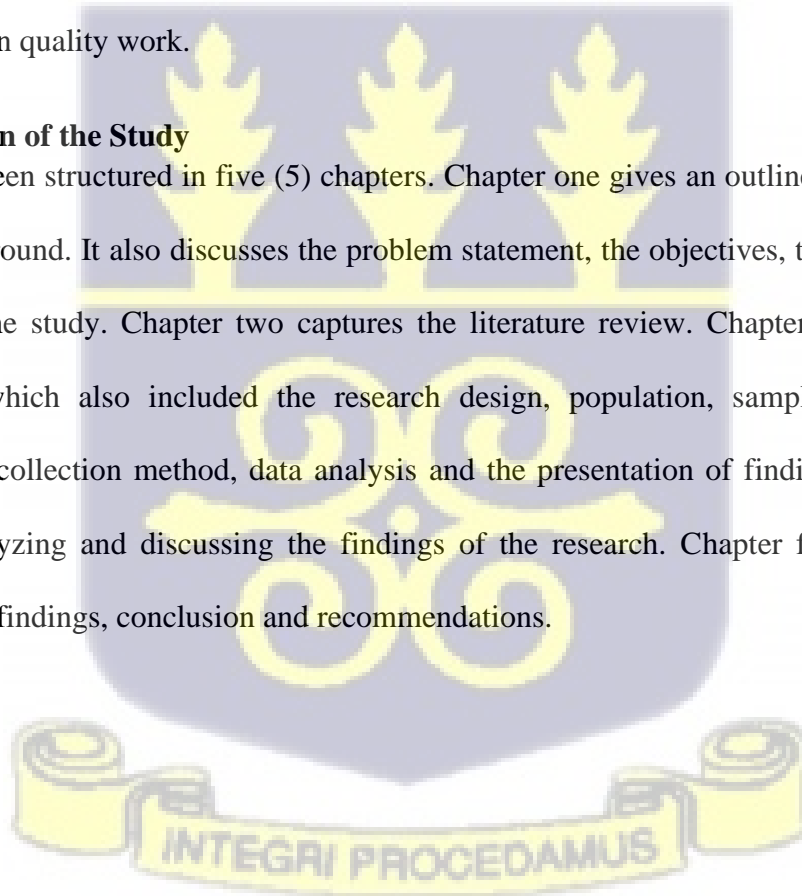 n quality work.
n of the Study
een structured in five (5) chapters. Chapter one gives an outline
ound. It also discusses the problem statement, the objectives, t
ne study. Chapter two captures the literature review. Chapter
which also included the research design, population, sampl
collection method, data analysis and the presentation of findi
yzing and discussing the findings of the research. Chapter f
findings, conclusion and recommendations.
INTEGRI PROCEDAMUS